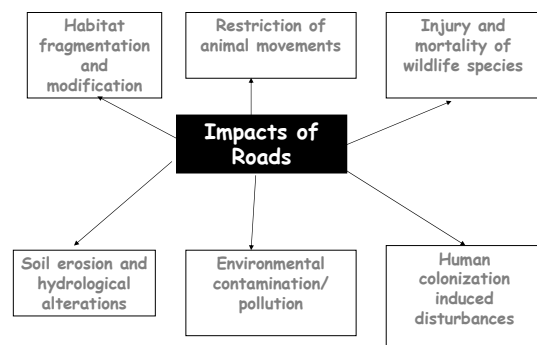 Habitat
fragmentation
and
modification
Restriction of
animal movements
Injury and
mortality of
wildlife species
Impacts of
Roads
Soil erosion and
hydrological
alterations
Environmental
contamination/
pollution
Human
colonization
induced
disturbances